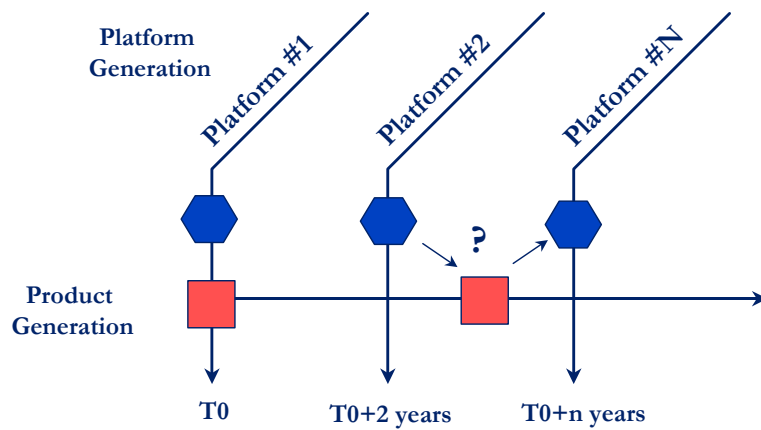 Platform
Generation
Platform #1
Platform #2
Platform #N
?
Product
Generation
T0
T0+2 years
T0+n years